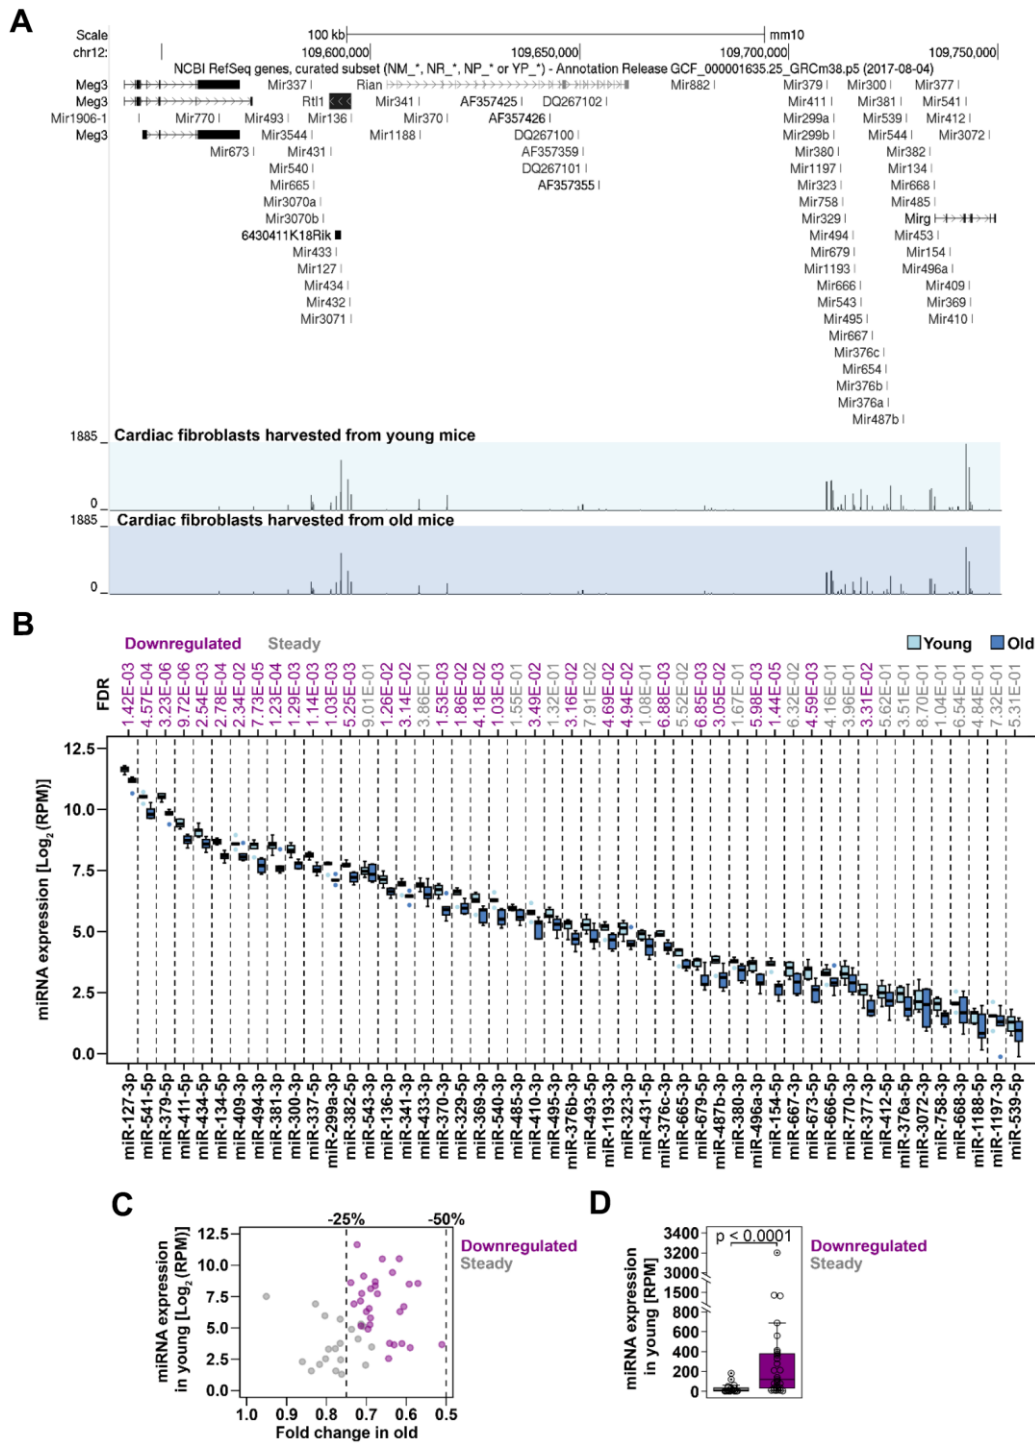 A
Scale 100 kb mm10
chr12: 109,600,000 109,650,000 109,700,000 109,750,000
NCBI RefSeq genes, curated subset (NM_*, NR_*, NP_* or YP_*) - Annotation Release GCF_000001635.25_GRCm38.p5 (2017-08-04)
Meg3 Mir337 Rian Mir882 Mir379 Mir300 Mir377
Meg3 Rtl1 Mir341 AF357425 DQ267102 Mir411 Mir381 Mir541
Mir1906-1 Mir770 Mir493 Mir136 Mir370 AF357426 Mir299a Mir539 Mir412
Meg3 Mir3544 Mir1188 DQ267100 Mir299b Mir544 Mir3072
Mir673 Mir431 AF357359 Mir380 Mir382
Mir540 DQ267101 Mir1197 Mir134
Mir665 AF357355 Mir323 Mir668
Mir3070a Mir758 Mir485
Mir3070b Mir329 Mirg
6430411K18Rik Mir494 Mir453
Mir433 Mir679 Mir154
Mir127 Mir1193 Mir496a
Mir434 Mir666 Mir409
Mir432 Mir543 Mir369
Mir3071 Mir495 Mir410
Mir667
Mir376c
Mir654
Mir376b
Mir376a
Mir487b
1885 Cardiac fibroblasts harvested from young mice
0
1885 Cardiac fibroblasts harvested from old mice
0
B
Downregulated Steady Young Old
FDR 1.42E-03 4.57E-04 3.23E-06 9.72E-06 2.54E-03 2.78E-04 2.34E-02 7.73E-05 1.23E-04 1.29E-03 1.14E-03 1.03E-03 5.25E-03 9.01E-01 1.26E-02 3.14E-02 3.86E-01 1.53E-03 1.86E-02 4.18E-02 1.03E-03 1.55E-01 3.49E-02 1.32E-01 3.16E-02 7.91E-02 4.69E-02 4.94E-02 1.08E-01 6.88E-03 5.52E-02 6.85E-03 3.05E-02 1.67E-01 5.98E-03 1.44E-05 6.32E-02 4.59E-03 4.16E-01 3.96E-01 3.31E-02 5.62E-01 3.51E-01 8.70E-01 1.04E-01 6.54E-01 4.84E-01 7.32E-01 5.31E-01
miRNA expression [Log2 (RPM)]
12.5
10.0
7.5
5.0
2.5
0.0
miR-127-3p miR-541-5p miR-379-5p miR-411-5p miR-434-5p miR-134-5p miR-409-3p miR-494-3p miR-381-3p miR-300-3p miR-337-5p miR-299a-3p miR-382-5p miR-543-3p miR-136-3p miR-341-3p miR-433-3p miR-370-3p miR-329-5p miR-369-3p miR-540-3p miR-485-3p miR-410-3p miR-495-3p miR-376b-3p miR-493-5p miR-1193-3p miR-323-3p miR-431-5p miR-376c-3p miR-665-3p miR-679-5p miR-487b-3p miR-380-3p miR-496a-3p miR-154-5p miR-667-3p miR-673-5p miR-666-5p miR-770-3p miR-377-3p miR-412-5p miR-376a-5p miR-3072-3p miR-758-3p miR-668-3p miR-1188-5p miR-1197-3p miR-539-5p
C
-25% -50%
miRNA expression
in young [Log2 (RPM)]
12.5
10.0
7.5
5.0
2.5
0.0
1.0 0.9 0.8 0.7 0.6 0.5
Fold change in old
Downregulated
Steady
D
miRNA expression
in young [RPM]
3400
3200
3000
1500
800
600
400
200
0
p < 0.0001
Downregulated
Steady